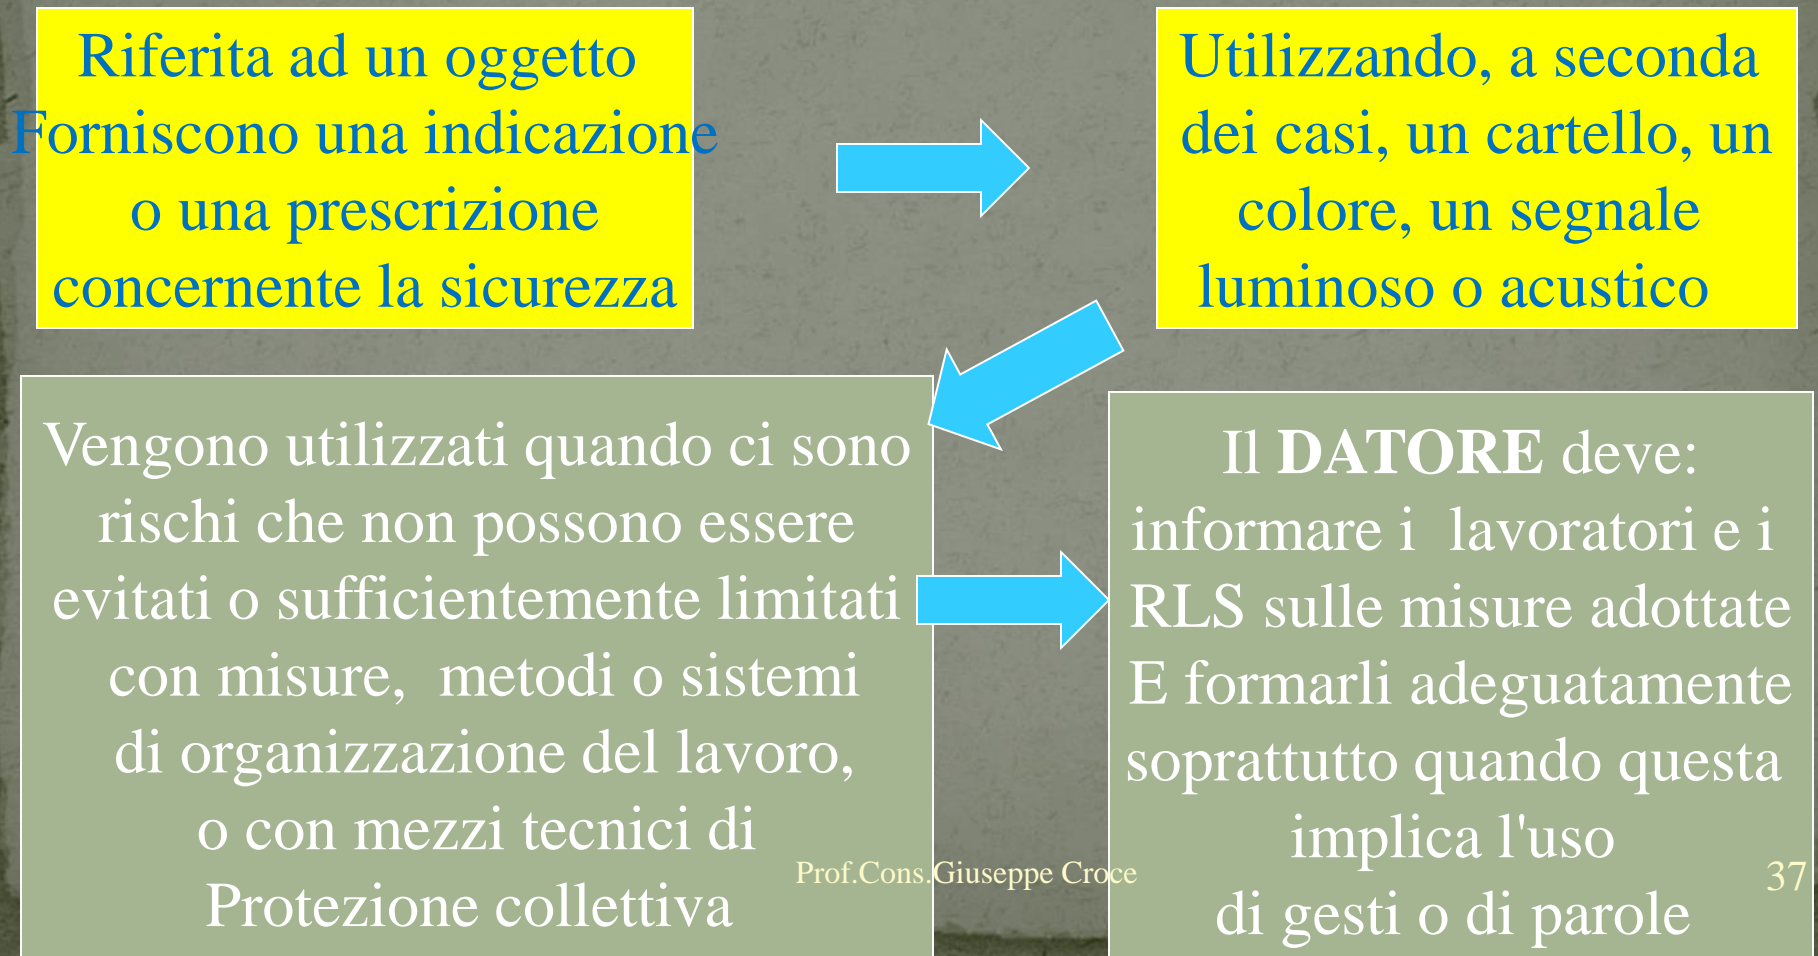 Riferita ad un oggetto
Forniscono una indicazione
o una prescrizione
concernente la sicurezza
Utilizzando, a seconda
dei casi, un cartello, un
colore, un segnale
luminoso o acustico
Vengono utilizzati quando ci sono
rischi che non possono essere
evitati o sufficientemente limitati
con misure, metodi o sistemi
di organizzazione del lavoro,
o con mezzi tecnici di
Protezione collettiva
Il DATORE deve:
informare i lavoratori e i
RLS sulle misure adottate
E formarli adeguatamente
soprattutto quando questa
implica l'uso
di gesti o di parole
Prof.Cons.Giuseppe Croce
37